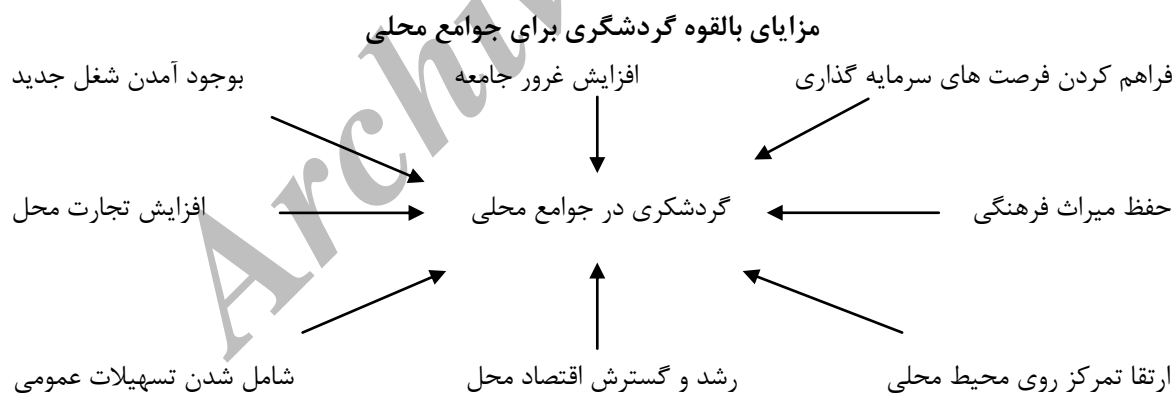 مزایای بالقوه گردشگری برای جوامع محلی
فراهم کردن فرصت های سرمایه گذاری افزایش غرور جامعه بوجود آمدن شغل جدید
حفظ میراث فرهنگی گردشکری در جوامع محلی افزایش تجارت محل
ارتقا تمرکز روی محیط محلی رشد و گسترش اقتصاد محل شامل شدن تسهیلات عمومی